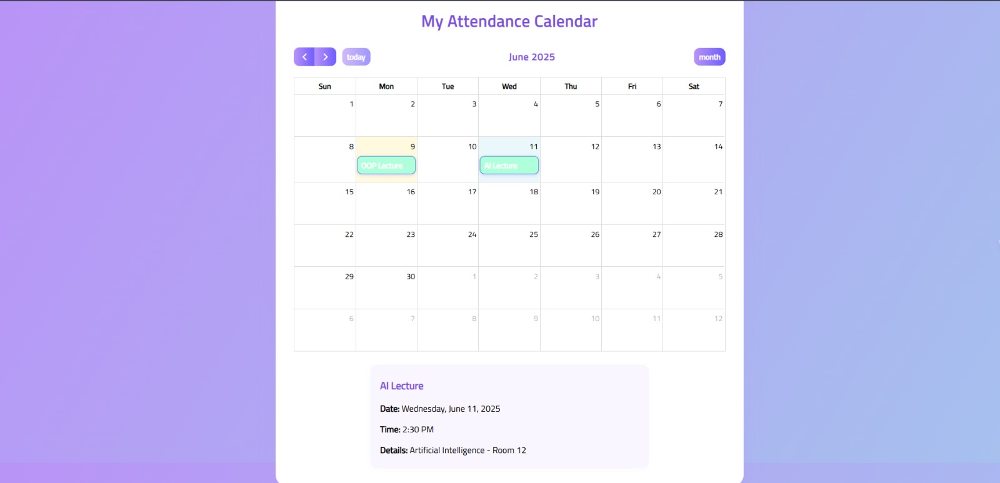 My Attendance Calendar
today
June 2025
month
Sun Mon Tue Wed Thu Fri Sat
1 2 3 4 5 6 7
8 9 10 11 12 13 14
OOP Lecture AI Lecture
15 16 17 18 19 20 21
22 23 24 25 26 27 28
29 30 1 2 3 4 5
6 7 8 9 10 11 12
AI Lecture
Date: Wednesday, June 11, 2025
Time: 2:30 PM
Details: Artificial Intelligence - Room 12